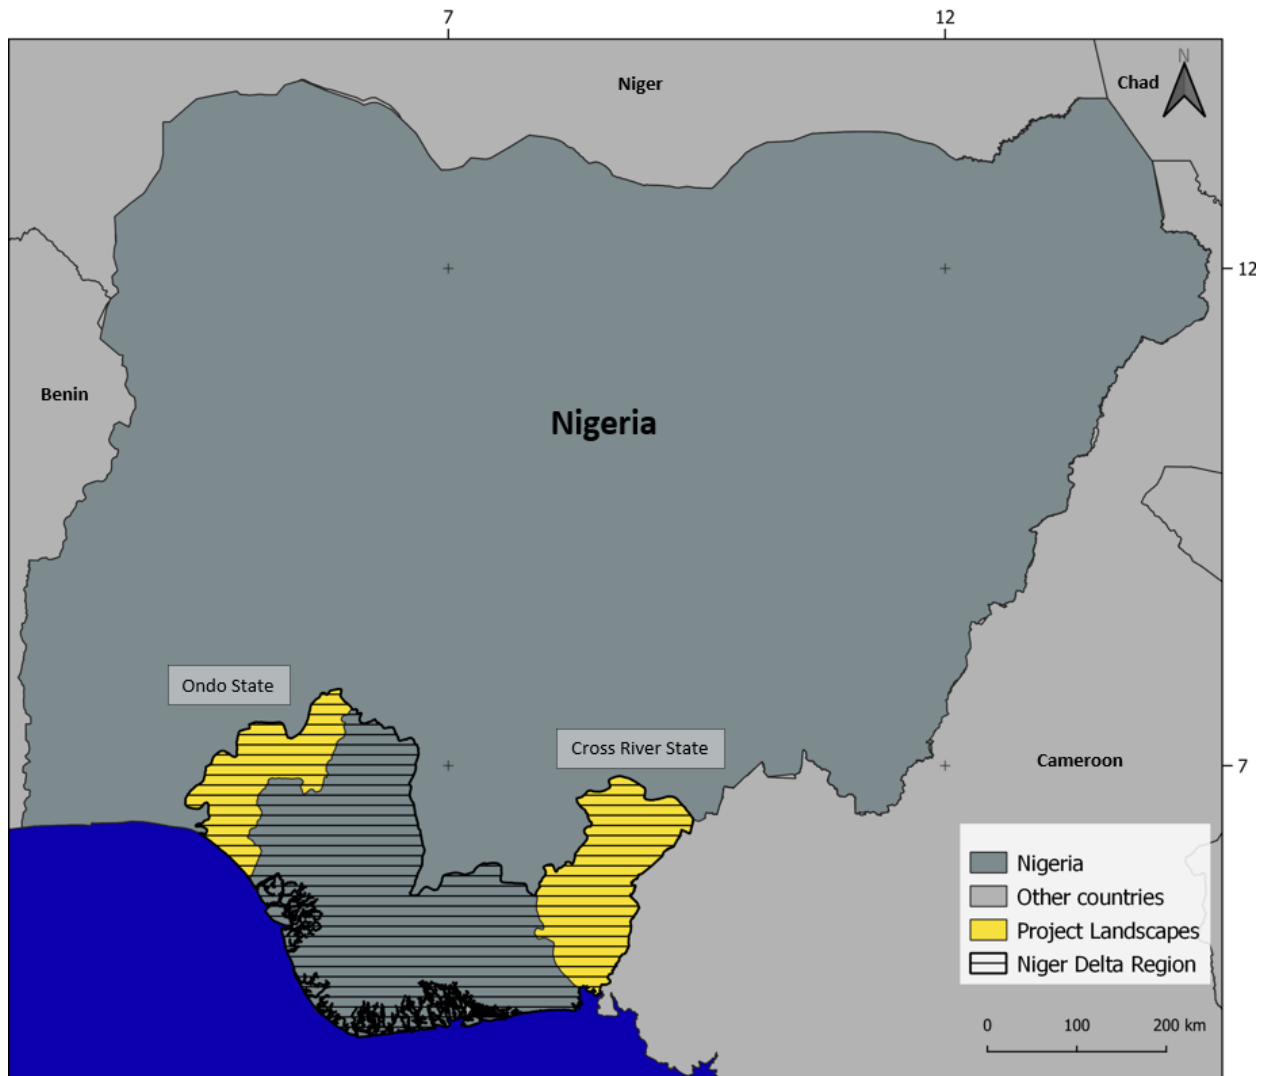 7
12
N
Niger
Chad
12
Benin
Nigeria
Ondo State
Cross River State
7
Cameroon
Nigeria
Other countries
Project Landscapes
Niger Delta Region
0
100
200 km